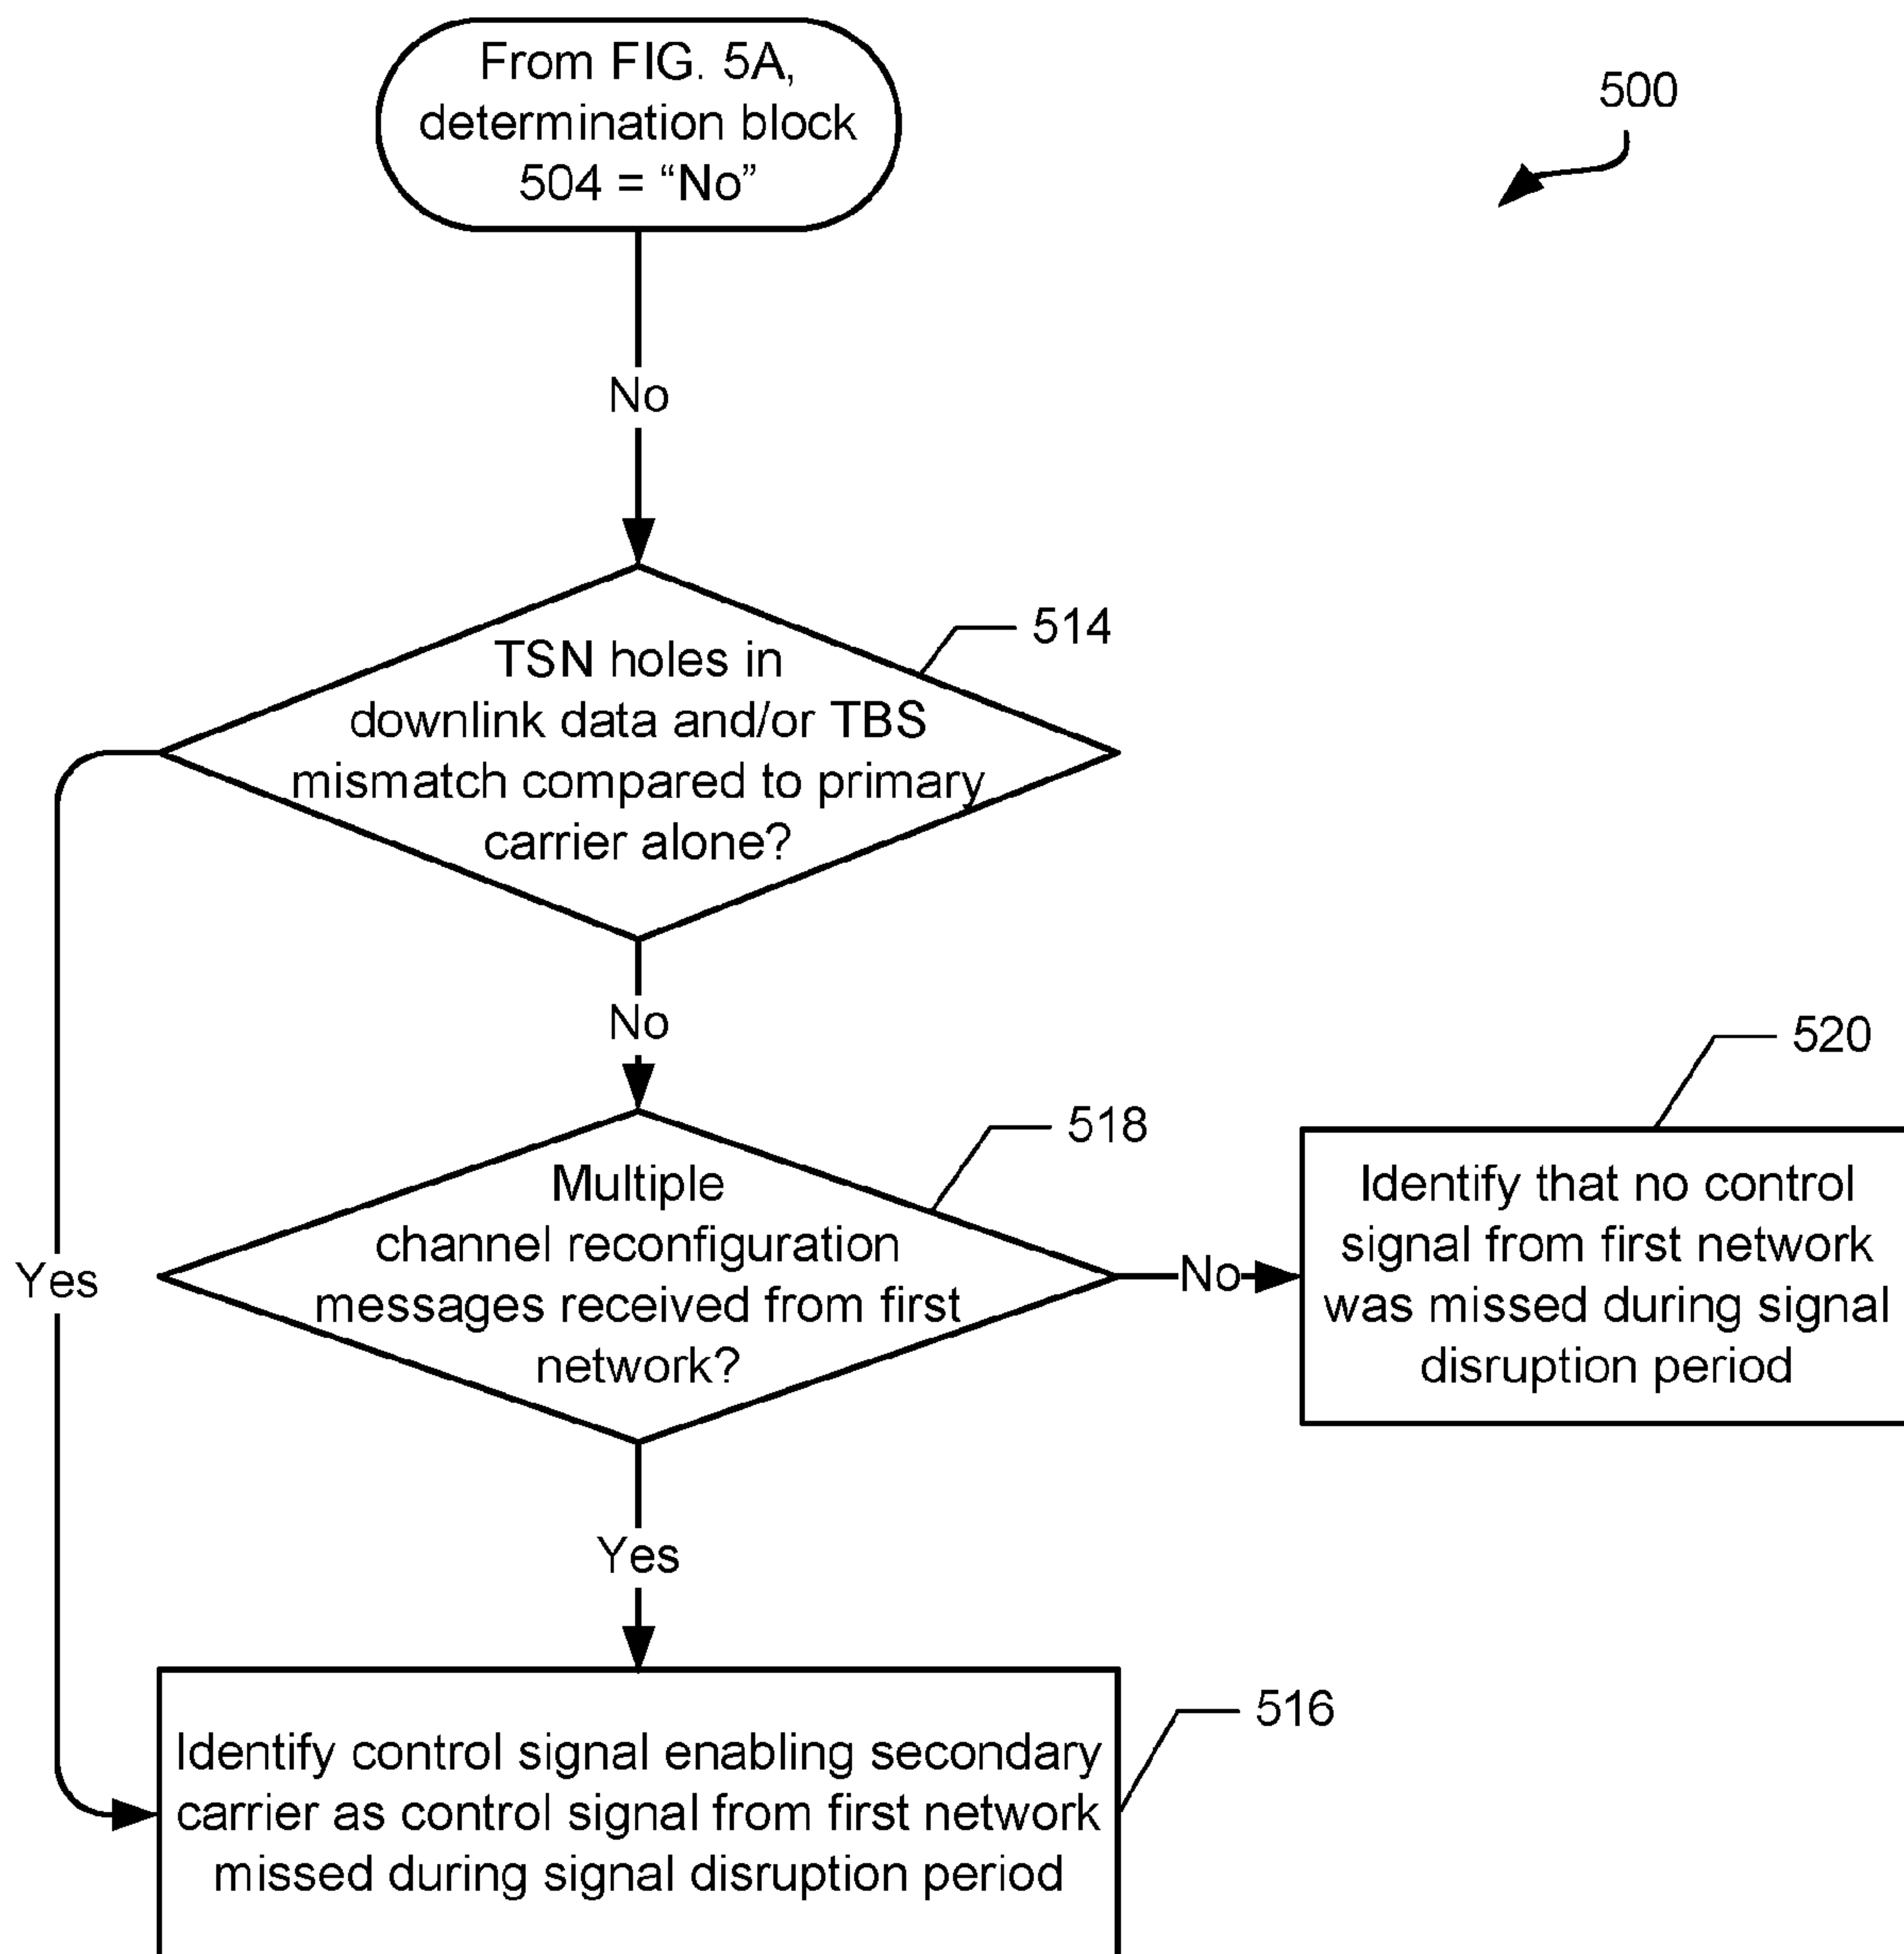 From FIG. 5A,
determination block
504 = “No”
500
No
514
TSN holes in
downlink data and/or TBS
mismatch compared to primary
carrier alone?
No
518
Multiple
channel reconfiguration
messages received from first
network?
No
520
Identify that no control
signal from first network
was missed during signal
disruption period
Yes
Yes
516
Identify control signal enabling secondary
carrier as control signal from first network
missed during signal disruption period